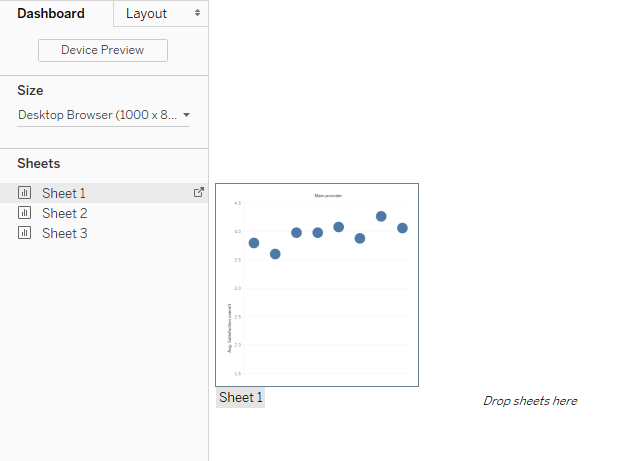 Dashboard
Layout
Device Preview
Size
Desktop Browser (1000 x 8...
Sheets
Sheet 1
Sheet 2
Sheet 3
Main provider
4.5
4.0
3.5
3.0
2.5
2.0
1.5
Avg. Satisfaction overall
Sheet 1
Drop sheets here